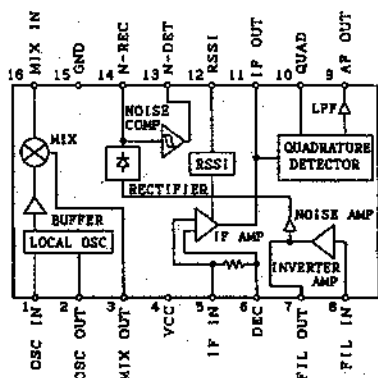 MIX IN
GND
N-REC
N-DET
RSSI
IF OUT
QUAD
AF OUT
16
15
14
13
12
11
10
9
NOISE
COMP
LPF
MIX
RSSI
QUADRATURE
DETECTOR
RECTIFIER
BUFFER
NOISE AMP
LOCAL OSC
IF AMP
INVERTER
AMP
1
2
3
4
5
6
7
8
OSC IN
OSC OUT
MIX OUT
VCC
IF IN
DEC
FIL OUT
FIL IN